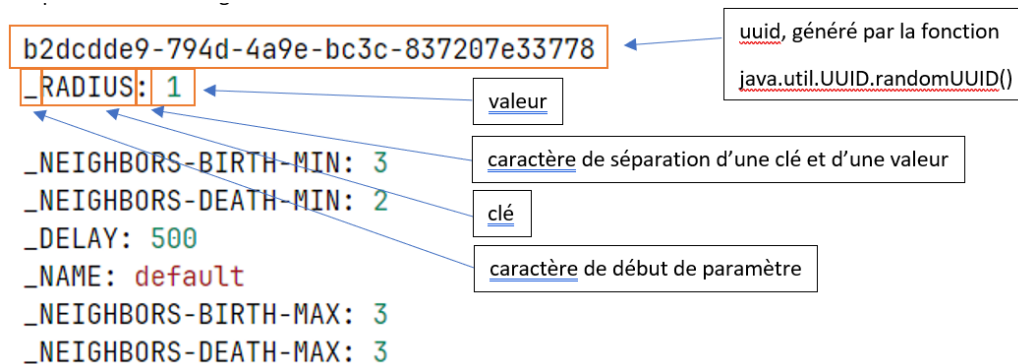 b2dcdde9-794d-4a9e-bc3c-837207e33778
uuid, généré par la fonction
java.util.UUID.randomUUID()
_RADIUS: 1
valeur
_NEIGHBORS-BIRTH-MIN: 3
caractère de séparation d’une clé et d’une valeur
_NEIGHBORS-DEATH-MIN: 2
clé
_DELAY: 500
_NAME: default
caractère de début de paramètre
_NEIGHBORS-BIRTH-MAX: 3
_NEIGHBORS-DEATH-MAX: 3